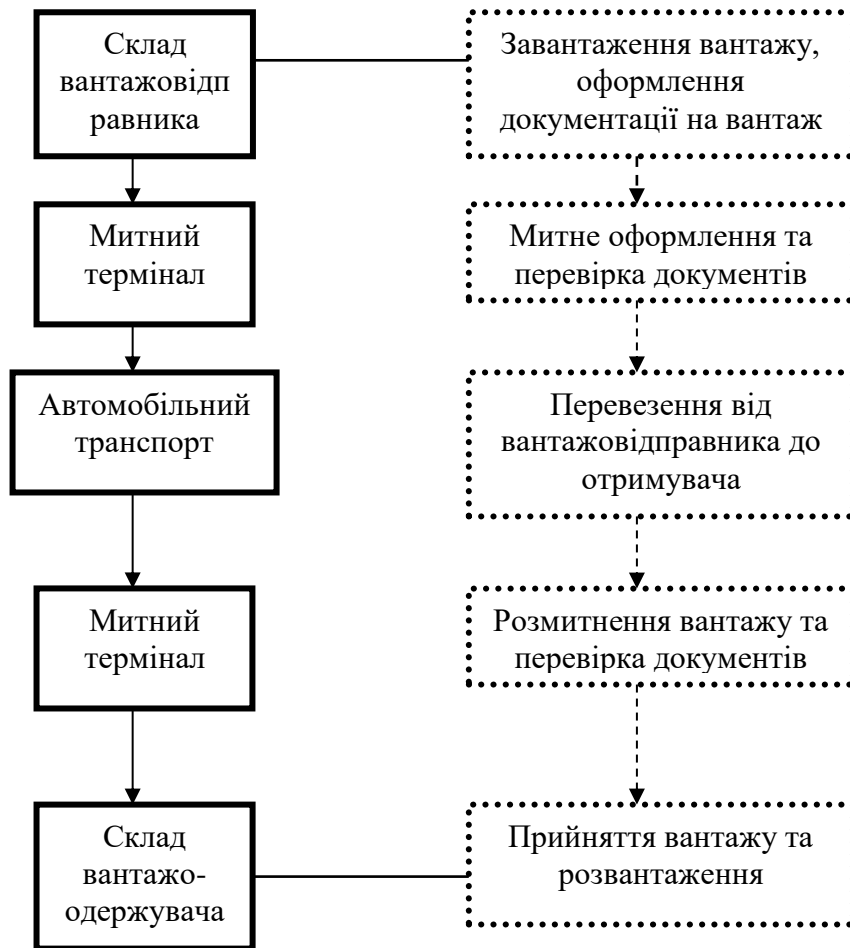 Склад
вантажовідп
равника
Завантаження вантажу,
оформлення
документації на вантаж
Митний
термінал
Митне оформлення та
перевірка документів
Автомобільний
транспорт
Перевезення від
вантажовідправника до
отримувача
Митний
термінал
Розмитнення вантажу та
перевірка документів
Склад
вантажо-
одержувача
Прийняття вантажу та
розвантаження